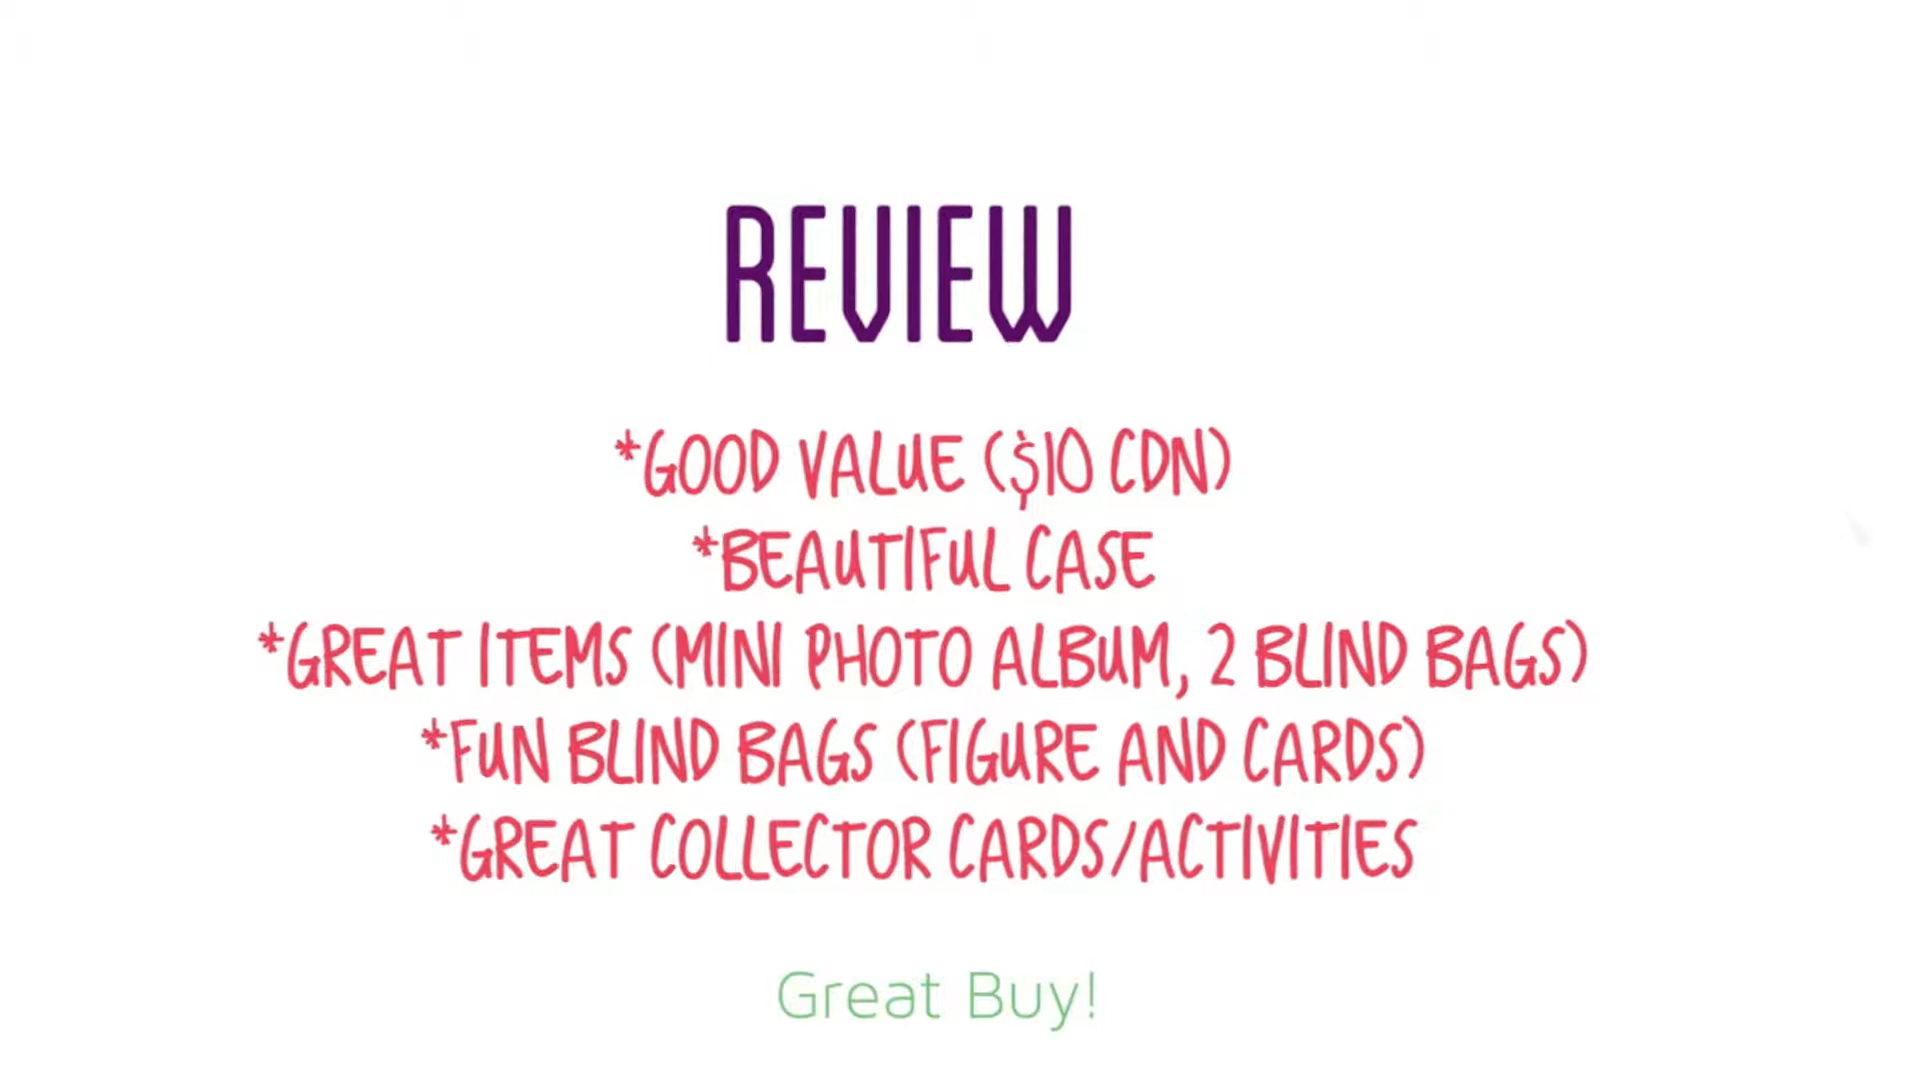 REVIEW
*GOOD VALUE ($10 CDN)
*BEAUTIFUL CASE
*GREAT ITEMS (MINI PHOTO ALBUM, 2 BLIND BAGS)
*FUN BLIND BAGS (FIGURE AND CARDS)
*GREAT COLLECTOR CARDS/ACTIVITIES
Great Buy!